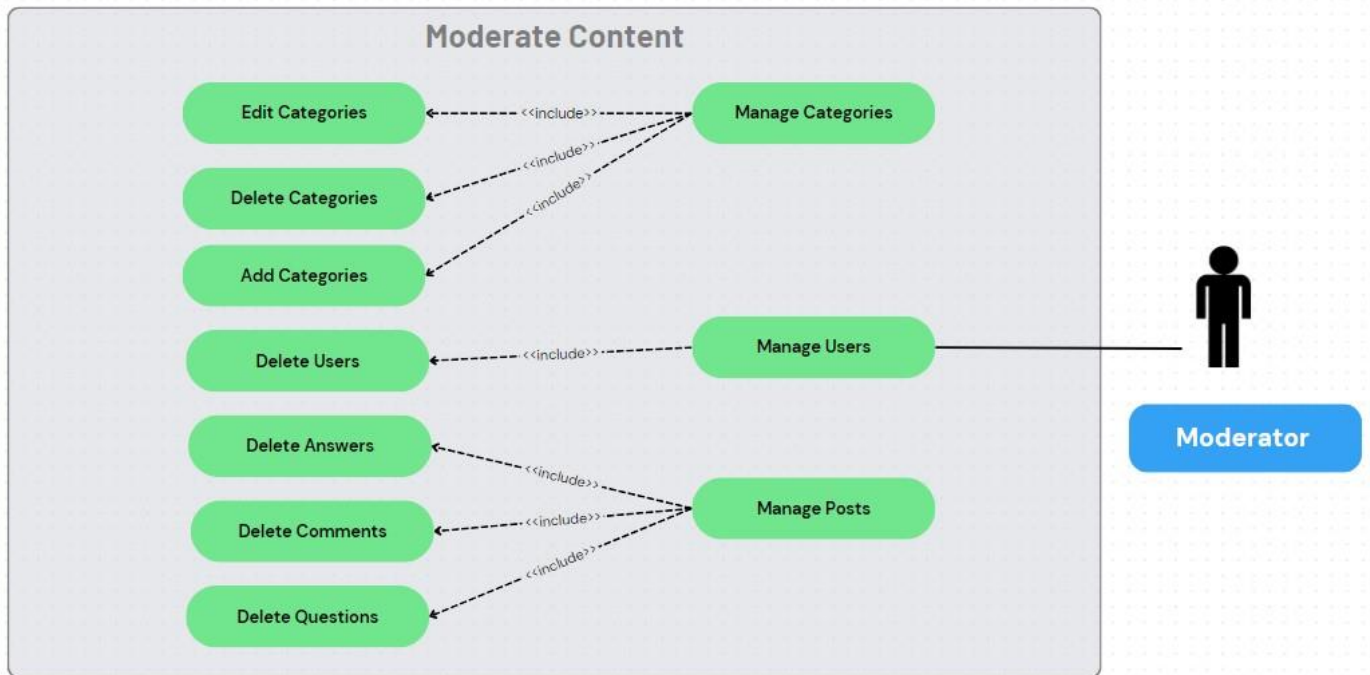 Moderate Content
Edit Categories
<<include>>
Manage Categories
<<include>>
Delete Categories
<<include>>
Add Categories
Delete Users
<<include>>
Manage Users
Delete Answers
<<include>>
Moderator
Manage Posts
Delete Comments
<<include>>
<<include>>
Delete Questions